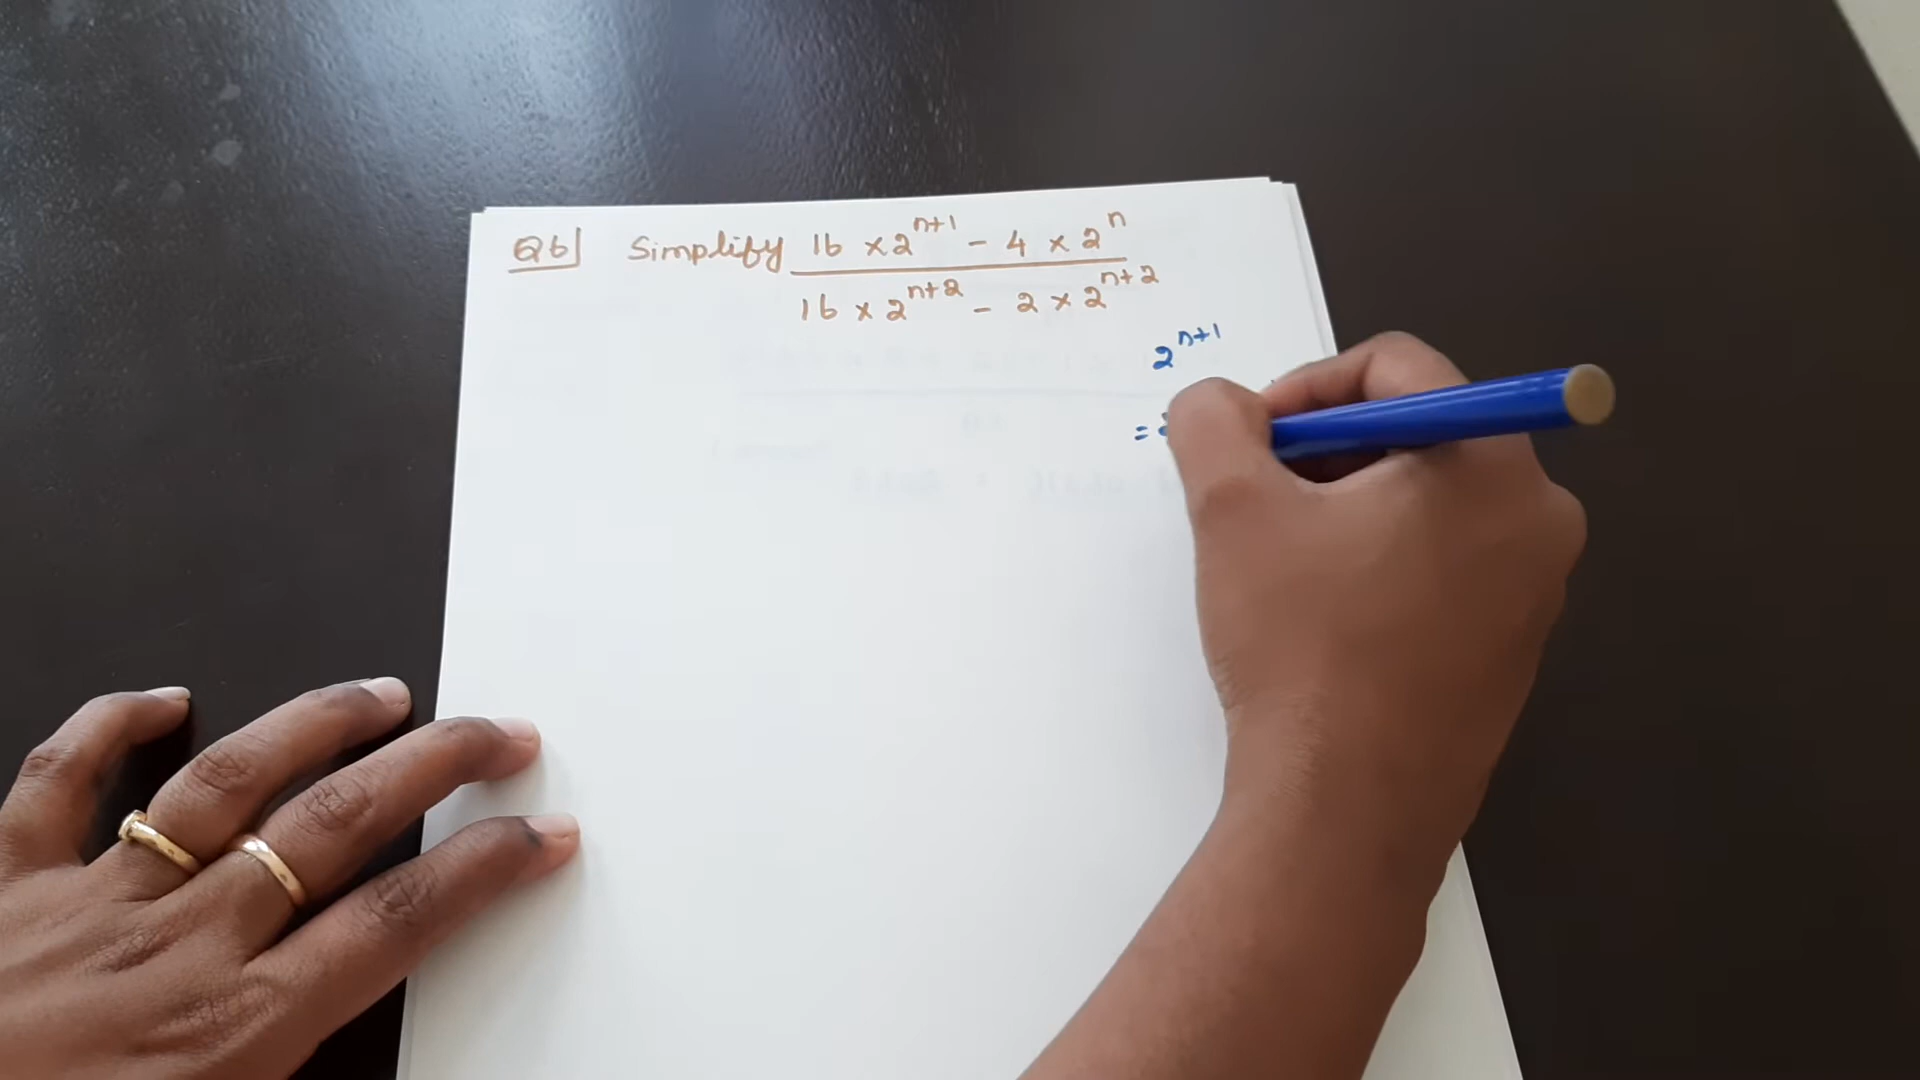 Q6] Simplify 16 × 2^(n+1) - 4 × 2^n
16 × 2^(n+2) - 2 × 2^(n+2)
2^(n+1)
=